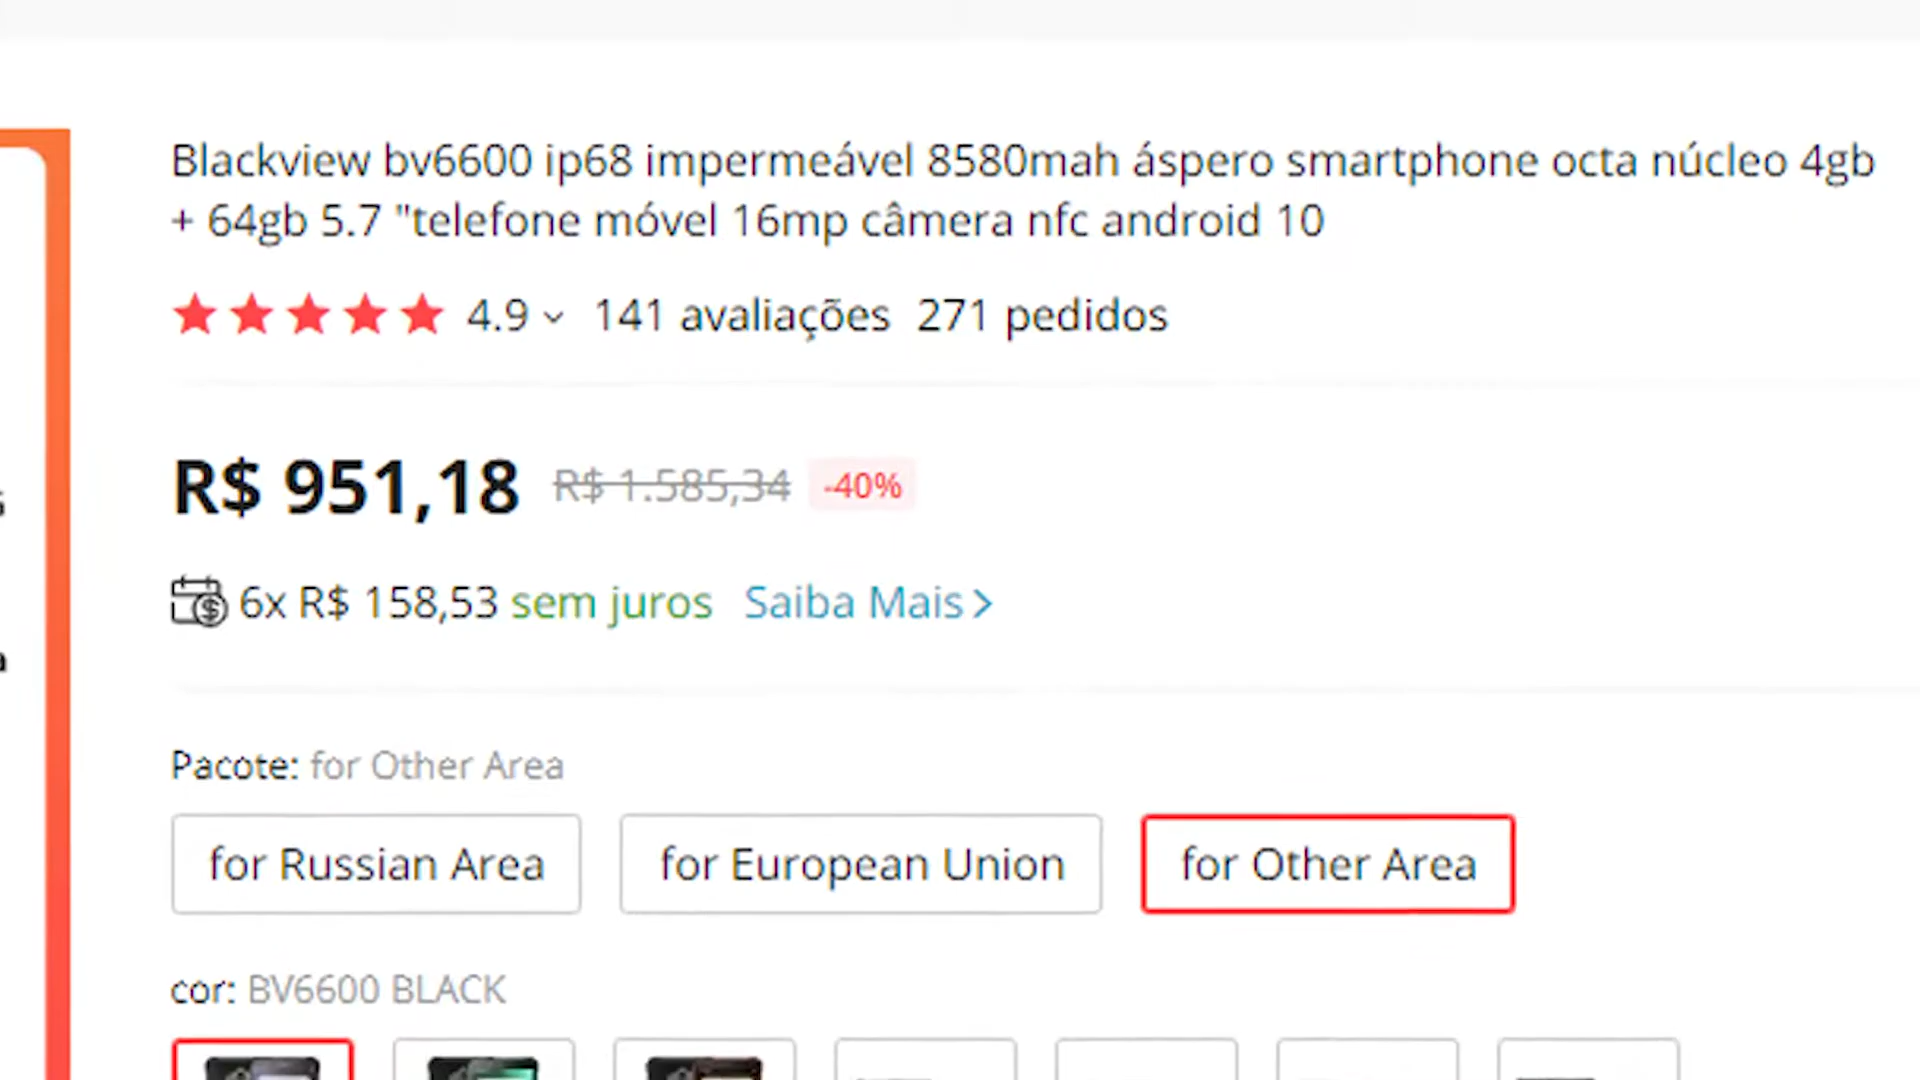 Blackview bv6600 ip68 impermeável 8580mah áspero smartphone octa núcleo 4gb
+ 64gb 5.7 "telefone móvel 16mp câmera nfc android 10
4.9 141 avaliações 271 pedidos
R$ 951,18 R$ 1.585,34 -40%
6x R$ 158,53 sem juros Saiba Mais >
Pacote: for Other Area
for Russian Area for European Union for Other Area
cor: BV6600 BLACK